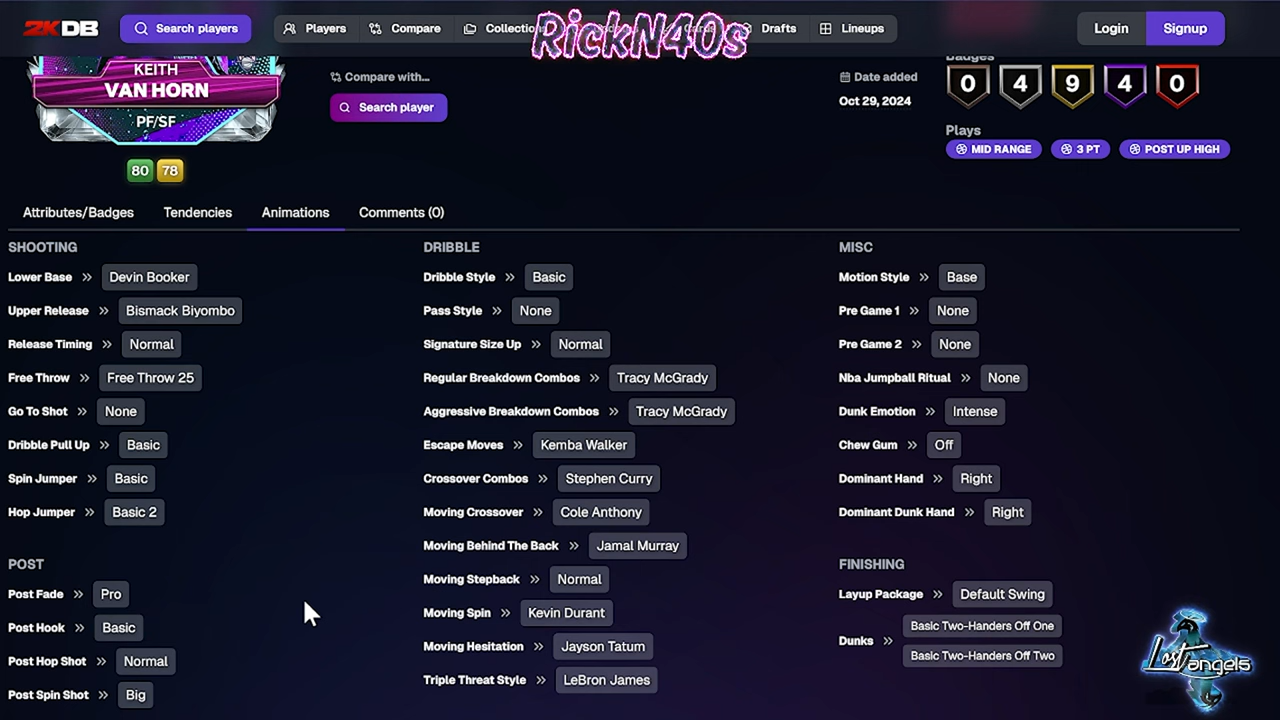 2KDB
Search players
Players
Compare
Collectio
RickN40s
Drafts
Lineups
Login
Signup
KEITH
VAN HORN
PF/SF
80 78
Compare with...
Search player
Date added
Oct 29, 2024
Badges
0 4 9 4 0
Plays
MID RANGE
3 PT
POST UP HIGH
Attributes/Badges
Tendencies
Animations
Comments (0)
SHOOTING
Lower Base » Devin Booker
Upper Release » Bismack Biyombo
Release Timing » Normal
Free Throw » Free Throw 25
Go To Shot » None
Dribble Pull Up » Basic
Spin Jumper » Basic
Hop Jumper » Basic 2
POST
Post Fade » Pro
Post Hook » Basic
Post Hop Shot » Normal
Post Spin Shot » Big
DRIBBLE
Dribble Style » Basic
Pass Style » None
Signature Size Up » Normal
Regular Breakdown Combos » Tracy McGrady
Aggressive Breakdown Combos » Tracy McGrady
Escape Moves » Kemba Walker
Crossover Combos » Stephen Curry
Moving Crossover » Cole Anthony
Moving Behind The Back » Jamal Murray
Moving Stepback » Normal
Moving Spin » Kevin Durant
Moving Hesitation » Jayson Tatum
Triple Threat Style » LeBron James
MISC
Motion Style » Base
Pre Game 1 » None
Pre Game 2 » None
Nba Jumpball Ritual » None
Dunk Emotion » Intense
Chew Gum » Off
Dominant Hand » Right
Dominant Dunk Hand » Right
FINISHING
Layup Package » Default Swing
Dunks » Basic Two-Handers Off One
Basic Two-Handers Off Two
Lost angels